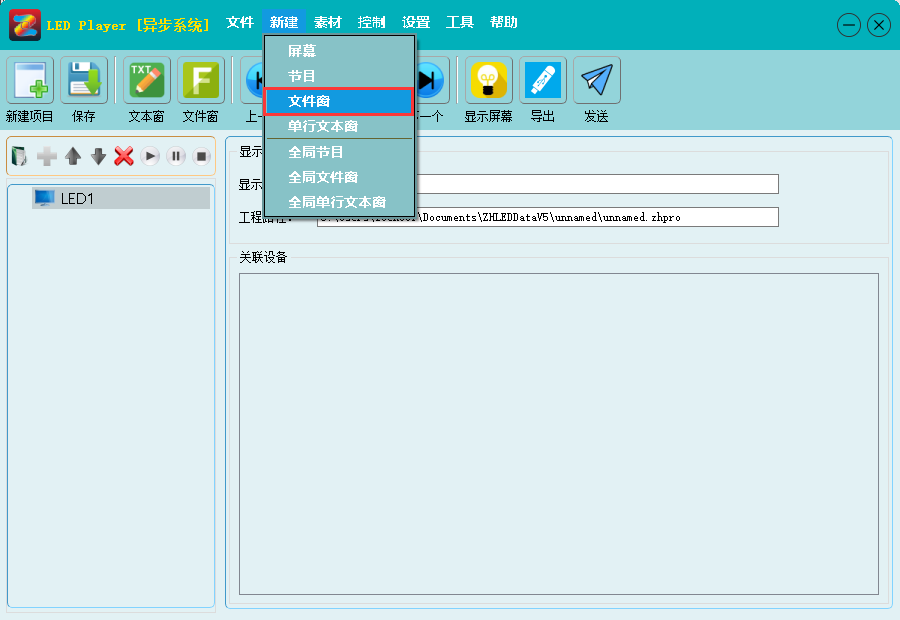 LED Player [异步系统]
文件 新建 素材 控制 设置 工具 帮助
屏幕
节目
文件窗
单行文本窗
全局节目
全局文件窗
全局单行文本窗
TXT
F
新建项目 保存 文本窗 文件窗 上一 一个 显示屏幕 导出 发送
LED1
显示
显示
工程路径:
\Documents\ZHLEDDataV5\unnamed\unnamed.zhpro
关联设备